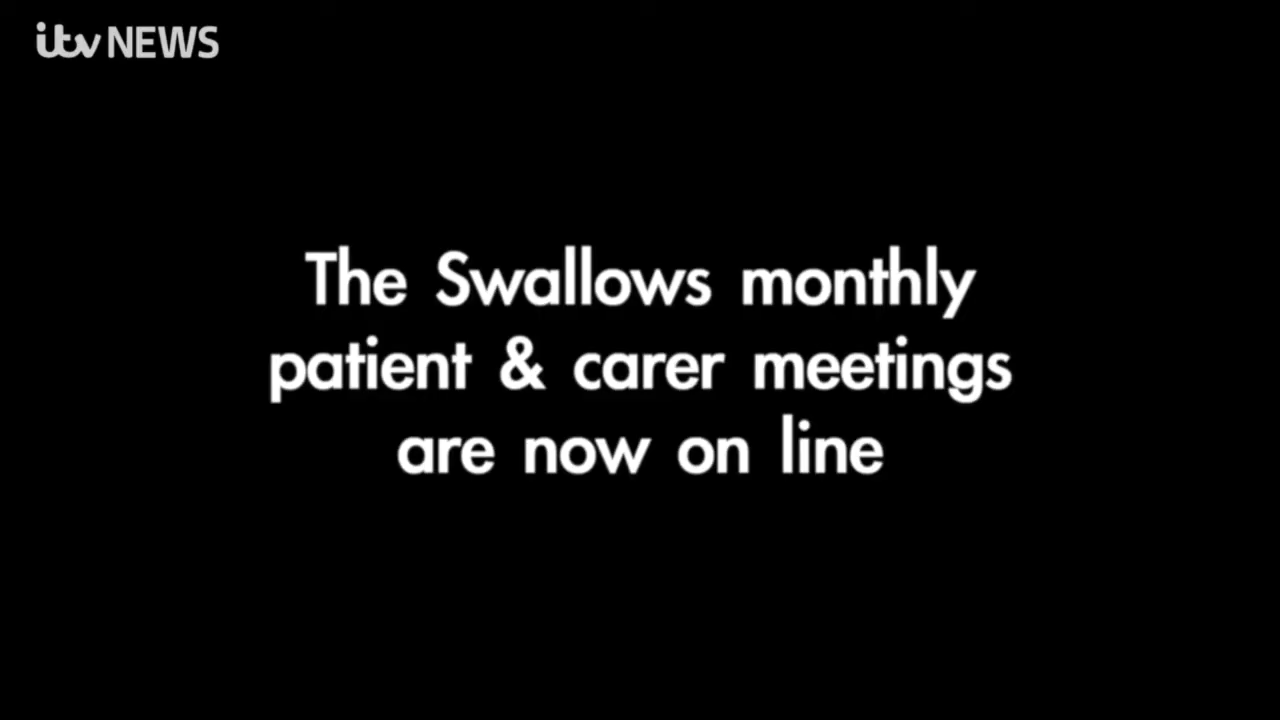 itv NEWS
The Swallows monthly
patient & carer meetings
are now on line